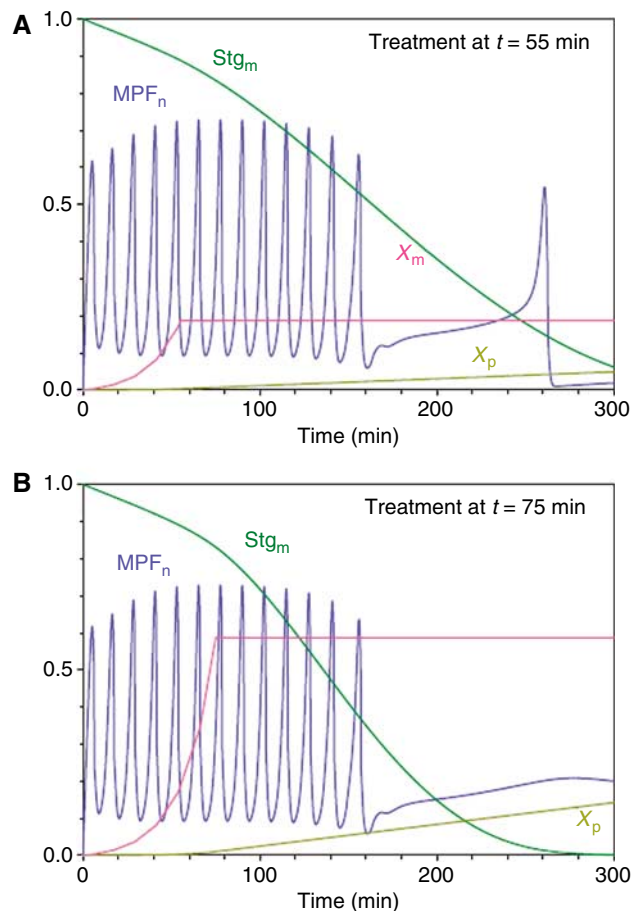 A
1.0
Treatment at t = 55 min
Stgm
MPFn
0.5
Xm
Xp
0.0
0
100
200
300
Time (min)
B
1.0
Treatment at t = 75 min
Stgm
MPFn
0.5
Xp
0.0
0
100
200
300
Time (min)